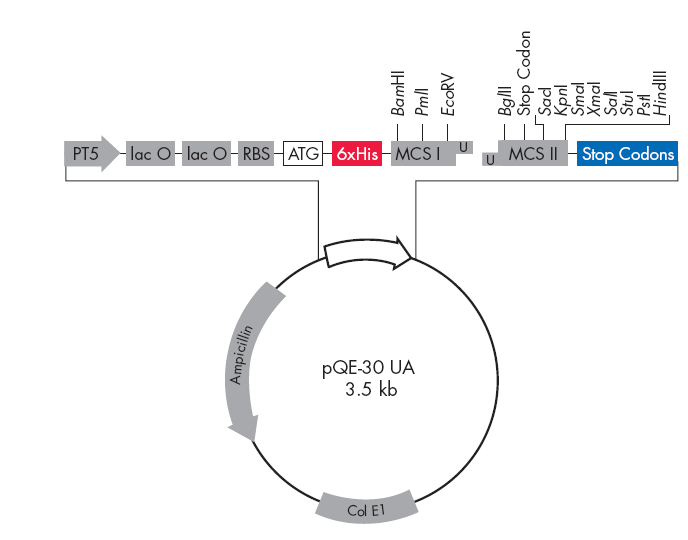 BamHI
PmlI
EcoRV
BglII
Stop Codon
SacI
KpnI
SmaI
XmaI
SalI
StuI
PstI
HindIII
PT5 lac O lac O RBS ATG 6xHis MCS I U U MCS II Stop Codons
Ampicillin
pQE-30 UA
3.5 kb
Col E1